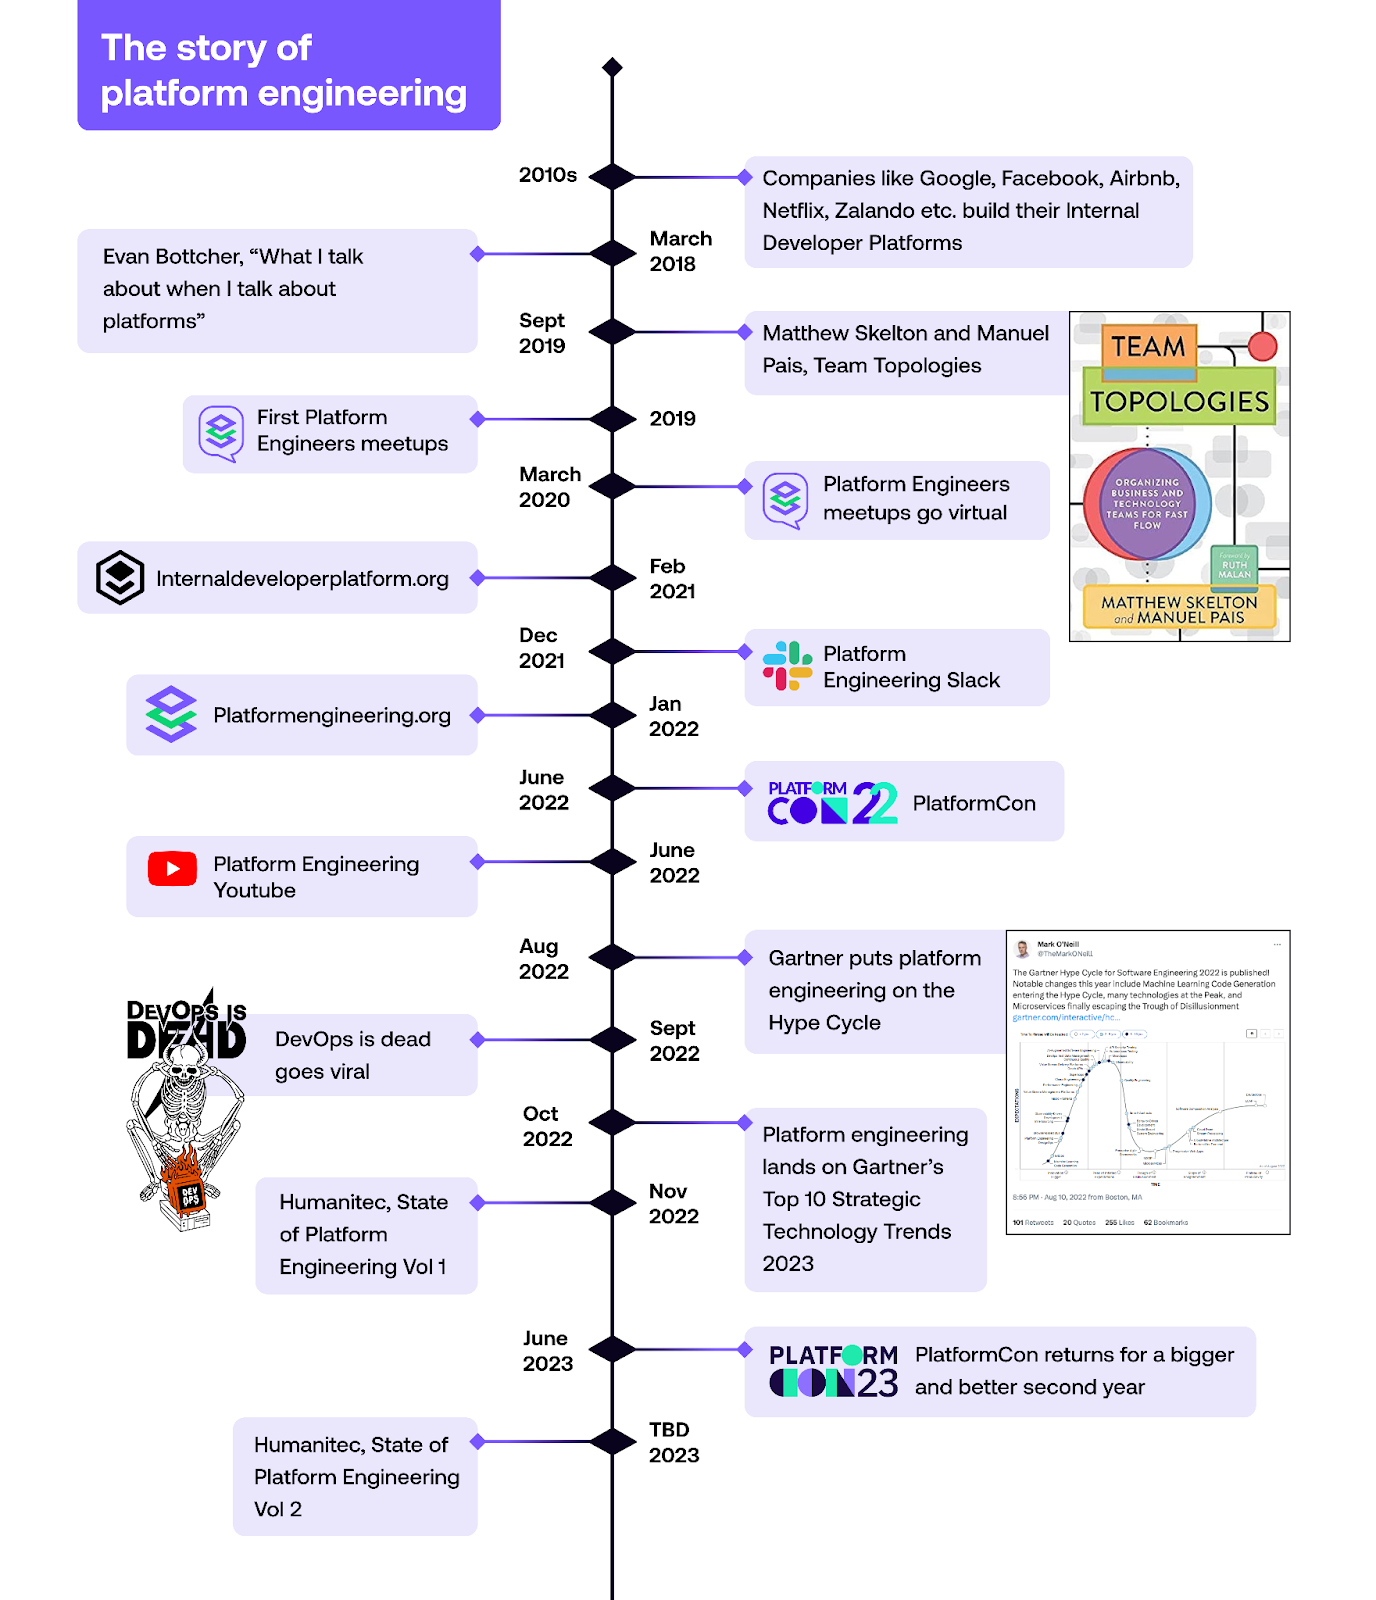 The story of
platform engineering
2010s
Companies like Google, Facebook, Airbnb,
Netflix, Zalando etc. build their Internal
Developer Platforms
March
2018
Evan Bottcher, “What I talk
about when I talk about
platforms”
Sept
2019
Matthew Skelton and Manuel
Pais, Team Topologies
TEAM
TOPOLOGIES
ORGANIZING
BUSINESS AND
TECHNOLOGY
TEAMS FOR FAST
FLOW
Foreword by
RUTH
MALAN
MATTHEW SKELTON
and MANUEL PAIS
2019
First Platform
Engineers meetups
March
2020
Platform Engineers
meetups go virtual
Feb
2021
Internaldeveloperplatform.org
Dec
2021
Platform
Engineering Slack
Jan
2022
Platformengineering.org
June
2022
PLATFORM
CON 22
PlatformCon
June
2022
Platform Engineering
Youtube
Aug
2022
Gartner puts platform
engineering on the
Hype Cycle
Mark O'Neill
@TheMarkONeill
The Gartner Hype Cycle for Software Engineering 2022 is published!
Notable changes this year include Machine Learning Code Generation
entering the Hype Cycle, many technologies at the Peak, and
Microservices finally escaping the Trough of Disillusionment
gartner.com/interactive/hc...
EXPECTATIONS
TIME
8:56 PM · Aug 10, 2022 from Boston, MA
101 Retweets 20 Quotes 255 Likes 62 Bookmarks
Sept
2022
DEVOPS IS
DEAD
DEV
OPS
DevOps is dead
goes viral
Oct
2022
Platform engineering
lands on Gartner’s
Top 10 Strategic
Technology Trends
2023
Nov
2022
Humanitec, State
of Platform
Engineering Vol 1
June
2023
PLATFORM
CON23
PlatformCon returns for a bigger
and better second year
TBD
2023
Humanitec, State of
Platform Engineering
Vol 2